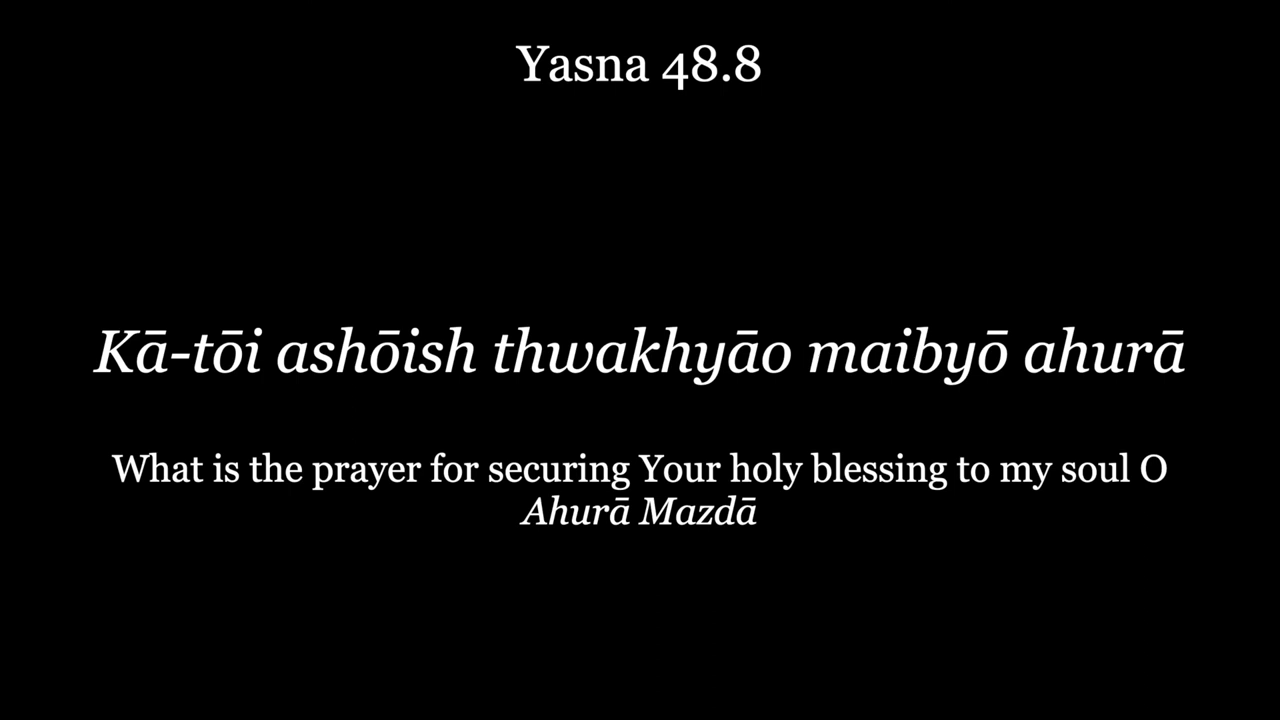 Yasna 48.8
Kā-tōi ashōish thwakhyāo maibyō ahurā
What is the prayer for securing Your holy blessing to my soul O
Ahurā Mazdā